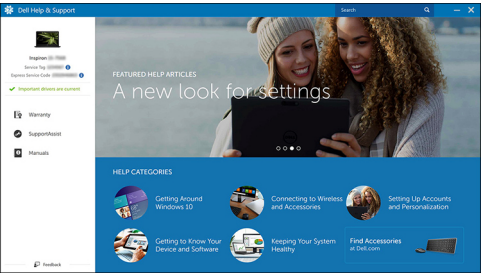 Dell Help & Support
Search
Inspiron
Service Tag
Express Service Code
Important drivers are current
Warranty
SupportAssist
Manuals
Feedback
FEATURED HELP ARTICLES
A new look for settings
HELP CATEGORIES
Getting Around
Windows 10
Connecting to Wireless
and Accessories
Setting Up Accounts
and Personalization
Getting to Know Your
Device and Software
Keeping Your System
Healthy
Find Accessories
at Dell.com